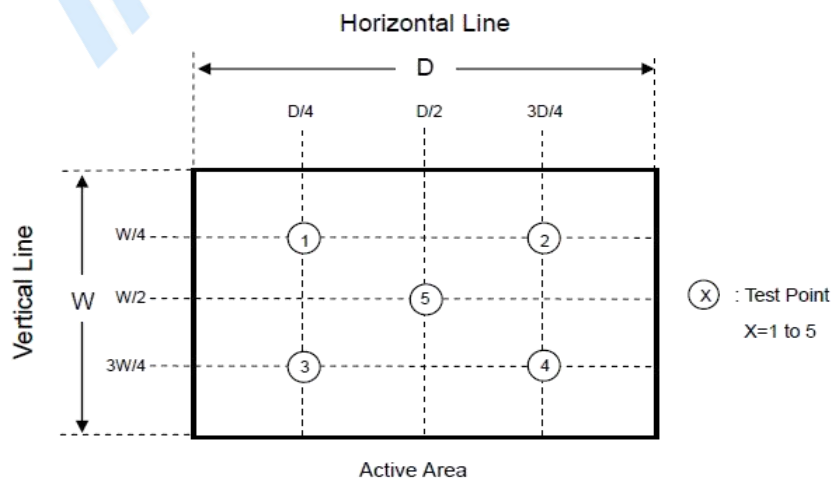 Horizontal Line
D
D/4 D/2 3D/4
W/4
1 2
Vertical Line
W
W/2
5
X : Test Point
X=1 to 5
3W/4
3 4
Active Area